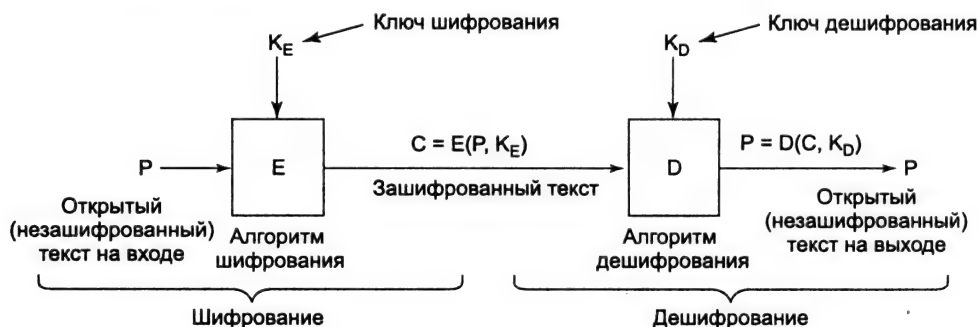 Ключ шифрования
K_E
Ключ дешифрования
K_D
P
E
C = E(P, K_E)
Зашифрованный текст
D
P = D(C, K_D)
P
Открытый
(незашифрованный)
текст на входе
Алгоритм
шифрования
Алгоритм
дешифрования
Открытый
(незашифрованный)
текст на выходе
Шифрование
Дешифрование